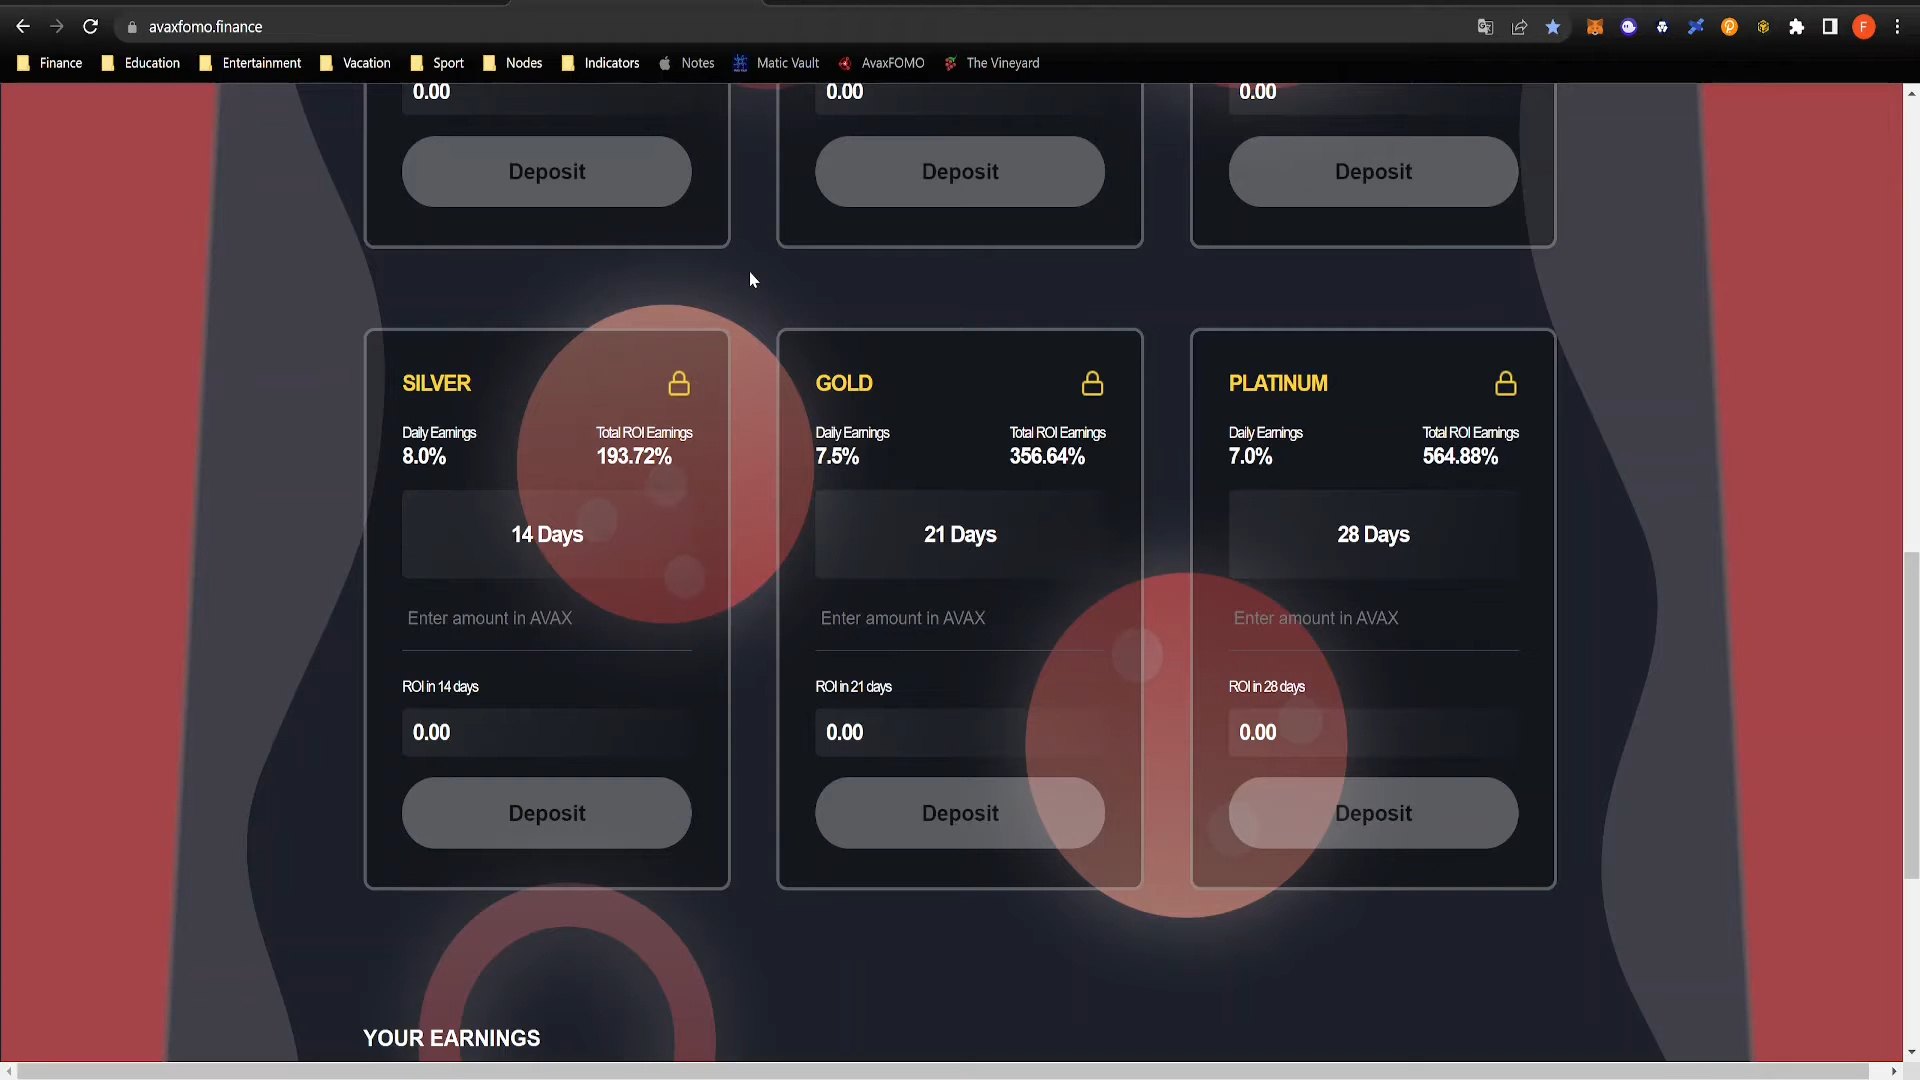 avaxfomo.finance
F
Finance Education Entertainment Vacation Sport Nodes Indicators Notes Matic Vault AvaxFOMO The Vineyard
0.00 0.00 0.00
Deposit Deposit Deposit
SILVER GOLD PLATINUM
Daily Earnings Total ROI Earnings Daily Earnings Total ROI Earnings Daily Earnings Total ROI Earnings
8.0% 193.72% 7.5% 356.64% 7.0% 564.88%
14 Days 21 Days 28 Days
Enter amount in AVAX Enter amount in AVAX Enter amount in AVAX
ROI in 14 days ROI in 21 days ROI in 28 days
0.00 0.00 0.00
Deposit Deposit Deposit
YOUR EARNINGS